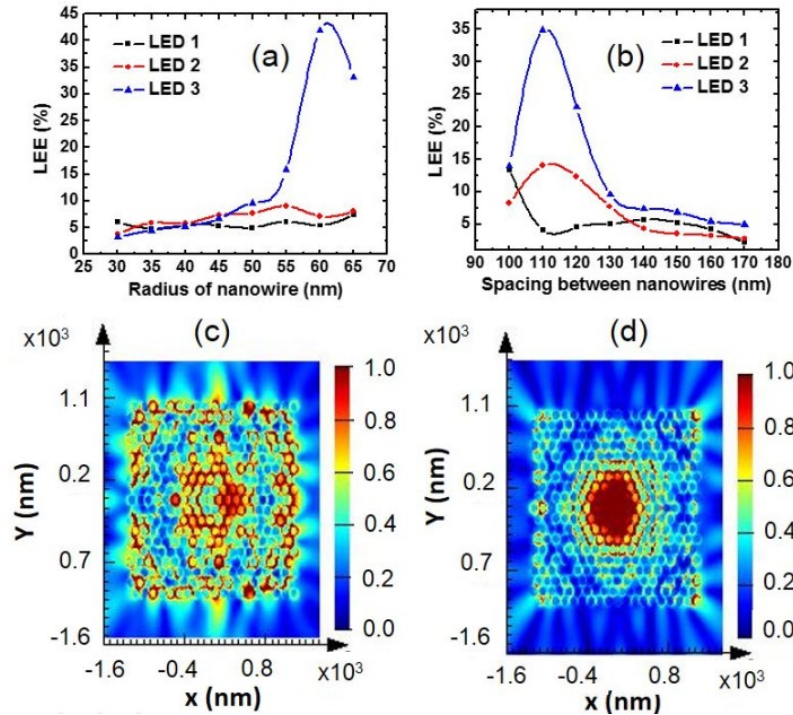 45
40
35
30
25
20
15
10
5
0
LEE (%)
LED 1
LED 2
LED 3
(a)
25 30 35 40 45 50 55 60 65 70
Radius of nanowire (nm)
35
30
25
20
15
10
5
LEE (%)
LED 1
LED 2
LED 3
(b)
100 110 120 130 140 150 160 170
Spacing between nanowires (nm)
(c)
x10³
1.1
0.2
0.7
-1.6
Y (nm)
-1.6 -0.4 0.8
x10³
x (nm)
1.0
0.8
0.6
0.4
0.2
0.0
(d)
x10³
1.1
0.2
0.7
-1.6
Y (nm)
-1.6 -0.4 0.8
x10³
x (nm)
1.0
0.8
0.6
0.4
0.2
0.0